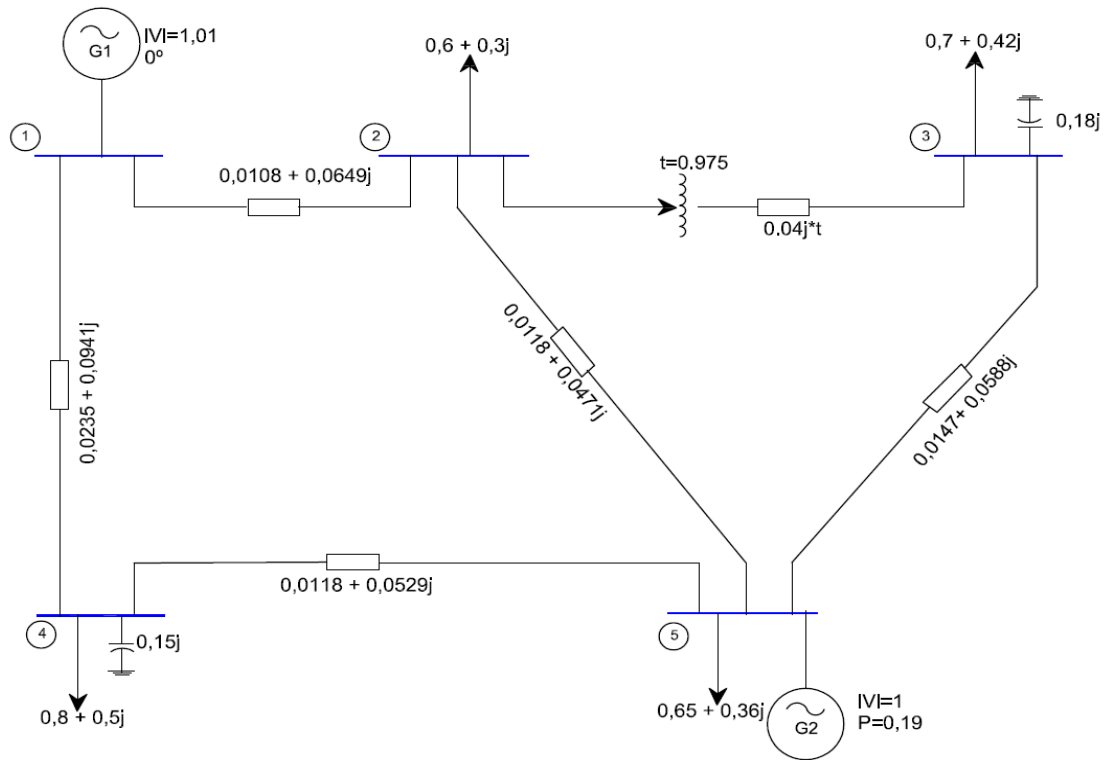 G1
|V|=1,01
0º
0,6 + 0,3j
0,7 + 0,42j
0,18j
1
2
3
t=0.975
0,0108 + 0,0649j
0.04j*t
0,0235 + 0,0941j
0,0118 + 0,0471j
0,0147+ 0,0588j
0,0118 + 0,0529j
4
0,15j
5
0,8 + 0,5j
0,65 + 0,36j
G2
|V|=1
P=0,19